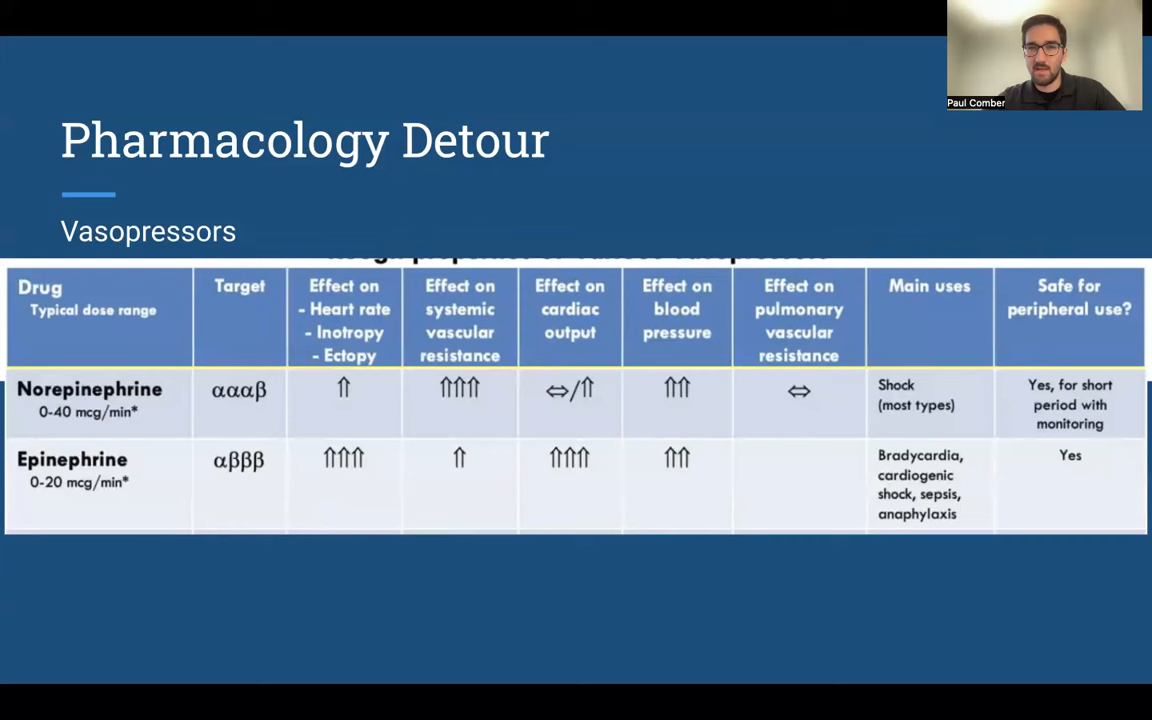 Paul Comber
Pharmacology Detour
Vasopressors
Drug
Typical dose range
Target
Effect on
- Heart rate
- Inotropy
- Ectopy
Effect on
systemic
vascular
resistance
Effect on
cardiac
output
Effect on
blood
pressure
Effect on
pulmonary
vascular
resistance
Main uses
Safe for
peripheral use?
Norepinephrine
0-40 mcg/min*
αααβ
⇑
⇑⇑⇑
⇔/⇑
⇑⇑
⇔
Shock
(most types)
Yes, for short
period with
monitoring
Epinephrine
0-20 mcg/min*
αβββ
⇑⇑⇑
⇑
⇑⇑⇑
⇑⇑
Bradycardia,
cardiogenic
shock, sepsis,
anaphylaxis
Yes